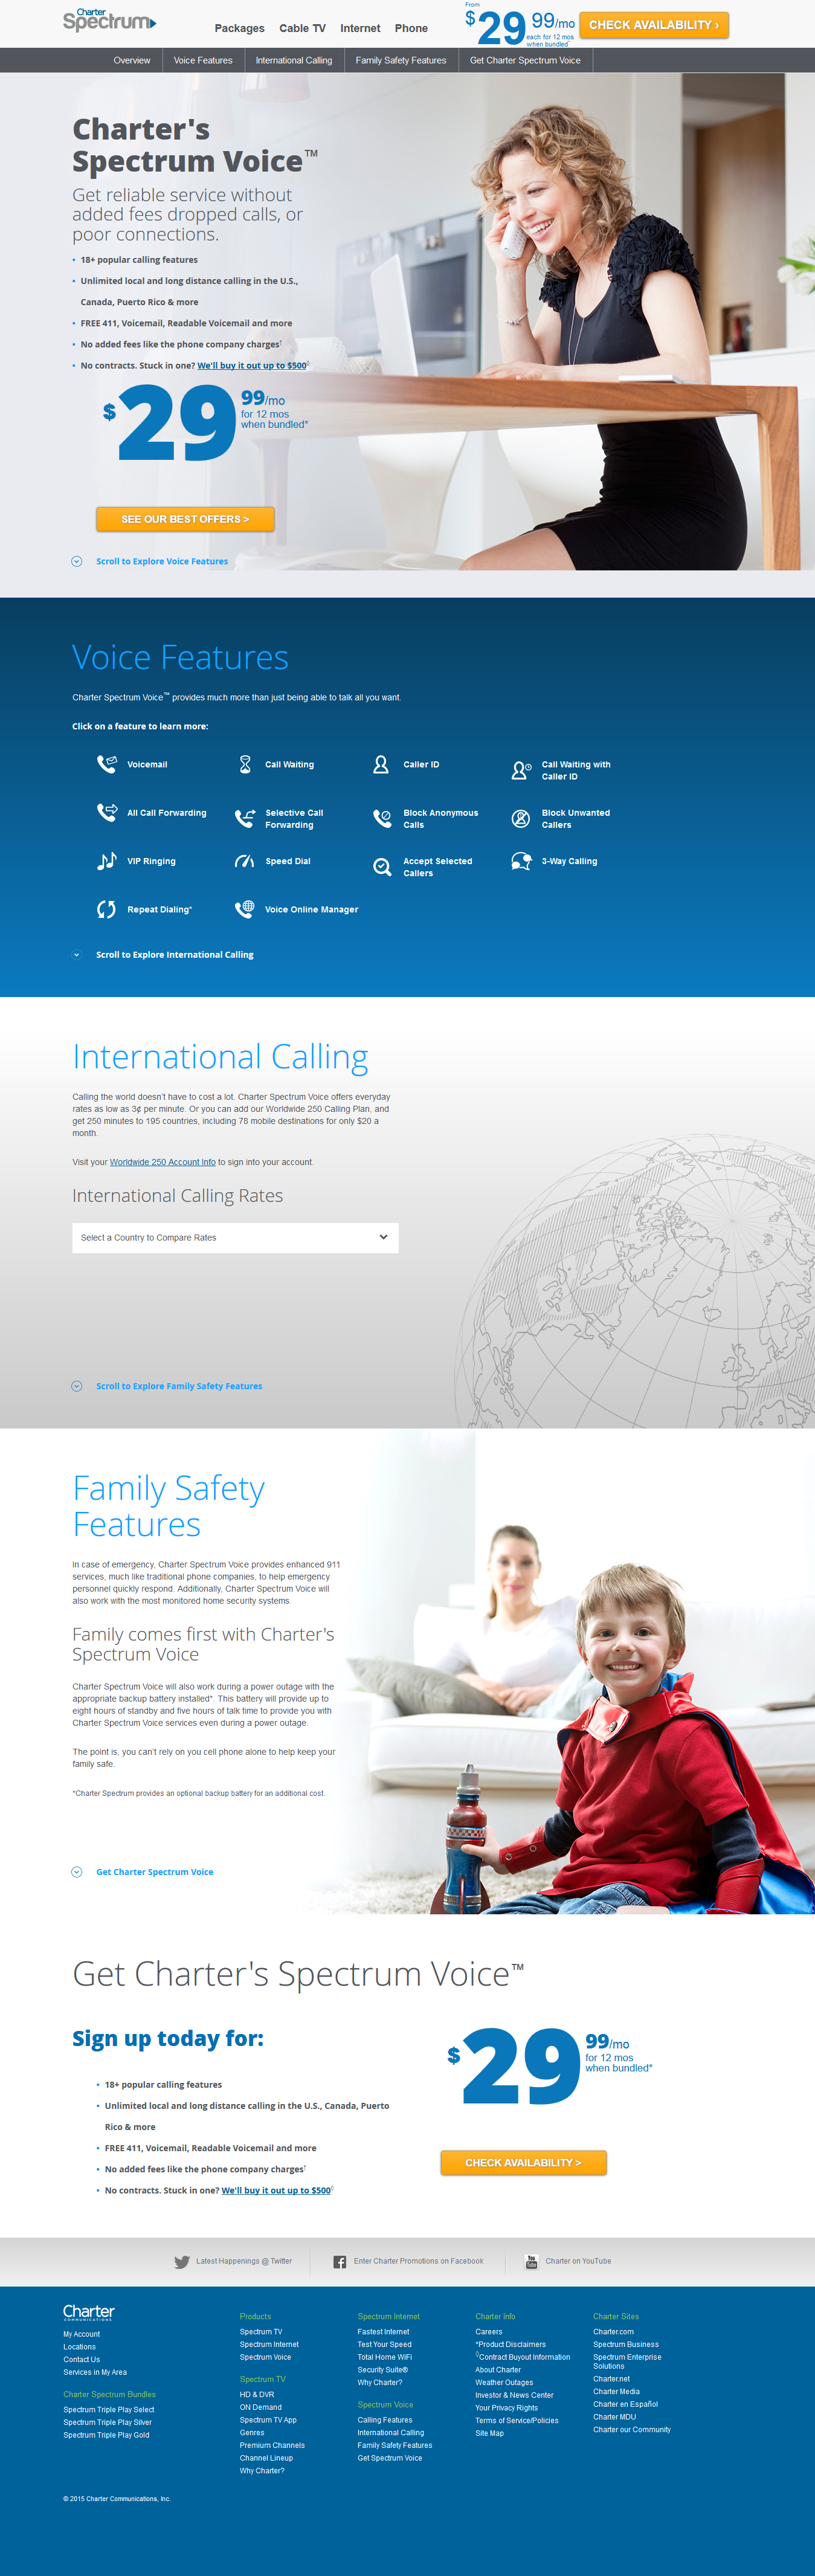 Charter
Spectrum
Packages
Cable TV
Internet
Phone
From
$29 99/mo
each for 12 mos
when bundled*
CHECK AVAILABILITY ›
Overview
Voice Features
International Calling
Family Safety Features
Get Charter Spectrum Voice
Charter's
Spectrum Voice™
Get reliable service without
added fees dropped calls, or
poor connections.
• 18+ popular calling features
• Unlimited local and long distance calling in the U.S.,
Canada, Puerto Rico & more
• FREE 411, Voicemail, Readable Voicemail and more
• No added fees like the phone company charges†
• No contracts. Stuck in one? We'll buy it out up to $500◊
$29 99/mo
for 12 mos
when bundled*
SEE OUR BEST OFFERS >
Scroll to Explore Voice Features
Voice Features
Charter Spectrum Voice™ provides much more than just being able to talk all you want.
Click on a feature to learn more:
Voicemail
Call Waiting
Caller ID
Call Waiting with
Caller ID
All Call Forwarding
Selective Call
Forwarding
Block Anonymous
Calls
Block Unwanted
Callers
VIP Ringing
Speed Dial
Accept Selected
Callers
3-Way Calling
Repeat Dialing*
Voice Online Manager
Scroll to Explore International Calling
International Calling
Calling the world doesn't have to cost a lot. Charter Spectrum Voice offers everyday
rates as low as 3¢ per minute. Or you can add our Worldwide 250 Calling Plan, and
get 250 minutes to 195 countries, including 78 mobile destinations for only $20 a
month.
Visit your Worldwide 250 Account Info to sign into your account.
International Calling Rates
Select a Country to Compare Rates
Scroll to Explore Family Safety Features
Family Safety
Features
In case of emergency, Charter Spectrum Voice provides enhanced 911
services, much like traditional phone companies, to help emergency
personnel quickly respond. Additionally, Charter Spectrum Voice will
also work with the most monitored home security systems.
Family comes first with Charter's
Spectrum Voice
Charter Spectrum Voice will also work during a power outage with the
appropriate backup battery installed*. This battery will provide up to
eight hours of standby and five hours of talk time to provide you with
Charter Spectrum Voice services even during a power outage.
The point is, you can't rely on you cell phone alone to help keep your
family safe.
*Charter Spectrum provides an optional backup battery for an additional cost.
Get Charter Spectrum Voice
Get Charter's Spectrum Voice™
Sign up today for:
• 18+ popular calling features
• Unlimited local and long distance calling in the U.S., Canada, Puerto
Rico & more
• FREE 411, Voicemail, Readable Voicemail and more
• No added fees like the phone company charges†
• No contracts. Stuck in one? We'll buy it out up to $500◊
$29 99/mo
for 12 mos
when bundled*
CHECK AVAILABILITY >
Latest Happenings @ Twitter
Enter Charter Promotions on Facebook
You
Tube
Charter on YouTube
Charter
COMMUNICATIONS
My Account
Locations
Contact Us
Services in My Area
Charter Spectrum Bundles
Spectrum Triple Play Select
Spectrum Triple Play Silver
Spectrum Triple Play Gold
Products
Spectrum TV
Spectrum Internet
Spectrum Voice
Spectrum TV
HD & DVR
ON Demand
Spectrum TV App
Genres
Premium Channels
Channel Lineup
Why Charter?
Spectrum Internet
Fastest Internet
Test Your Speed
Total Home WiFi
Security Suite®
Why Charter?
Spectrum Voice
Calling Features
International Calling
Family Safety Features
Get Spectrum Voice
Charter Info
Careers
*Product Disclaimers
◊Contract Buyout Information
About Charter
Weather Outages
Investor & News Center
Your Privacy Rights
Terms of Service/Policies
Site Map
Charter Sites
Charter.com
Spectrum Business
Spectrum Enterprise
Solutions
Charter.net
Charter Media
Charter en Español
Charter MDU
Charter our Community
© 2015 Charter Communications, Inc.